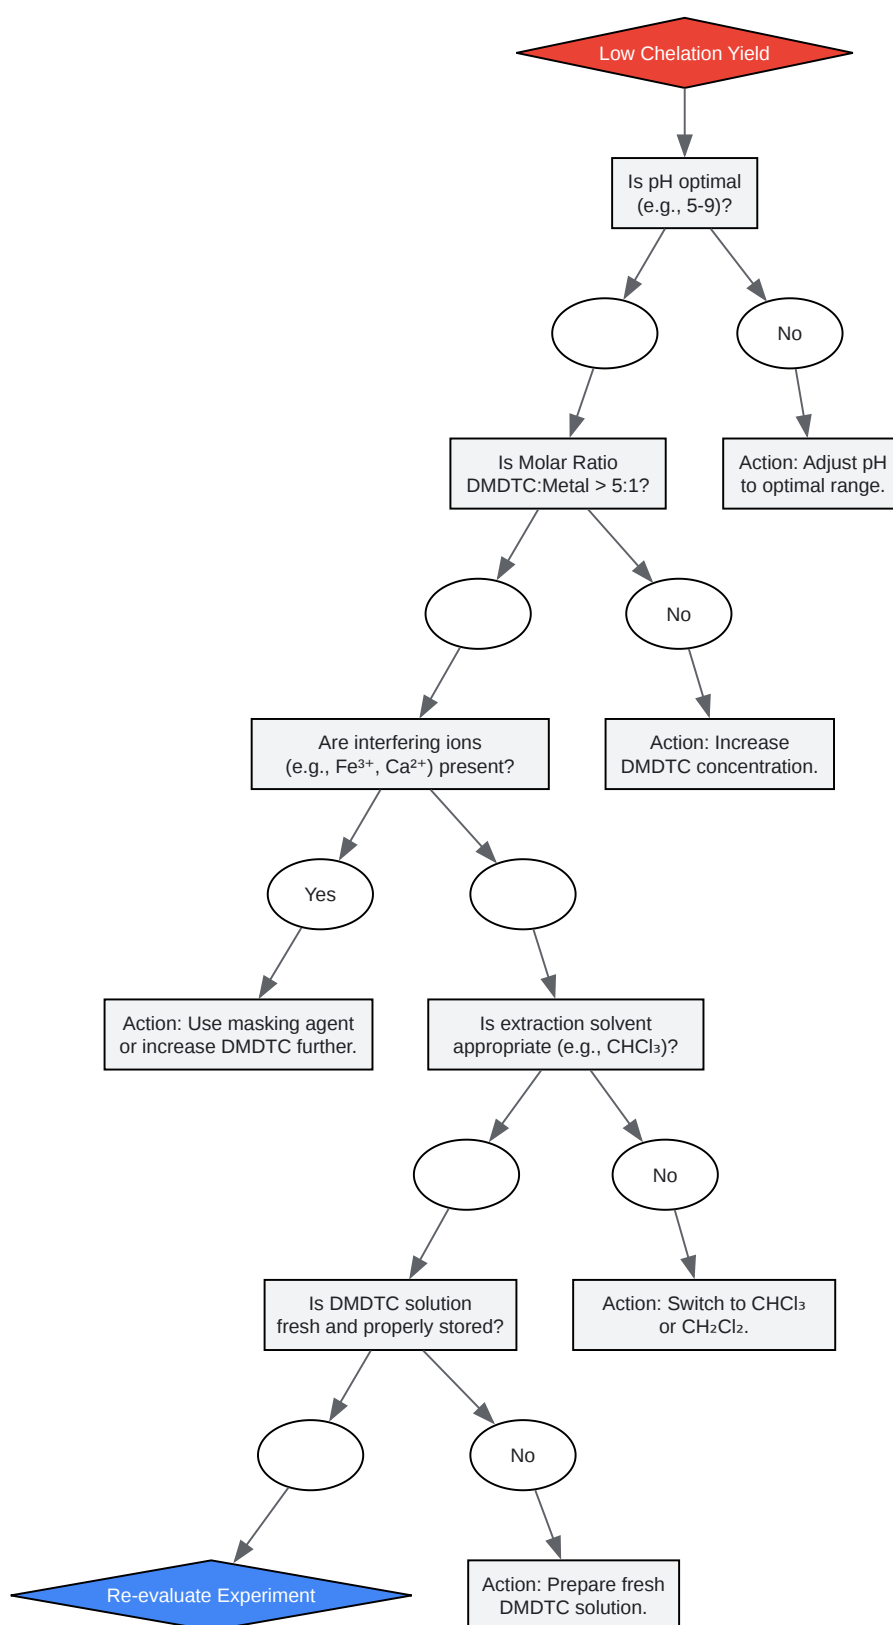 Low Chelation Yield
Is pH optimal
(e.g., 5-9)?
No
Is Molar Ratio
DMDTC:Metal > 5:1?
Action: Adjust pH
to optimal range.
No
Are interfering ions
(e.g., Fe³⁺, Ca²⁺) present?
Action: Increase
DMDTC concentration.
Yes
Action: Use masking agent
or increase DMDTC further.
Is extraction solvent
appropriate (e.g., CHCl₃)?
No
Is DMDTC solution
fresh and properly stored?
Action: Switch to CHCl₃
or CH₂Cl₂.
No
Re-evaluate Experiment
Action: Prepare fresh
DMDTC solution.